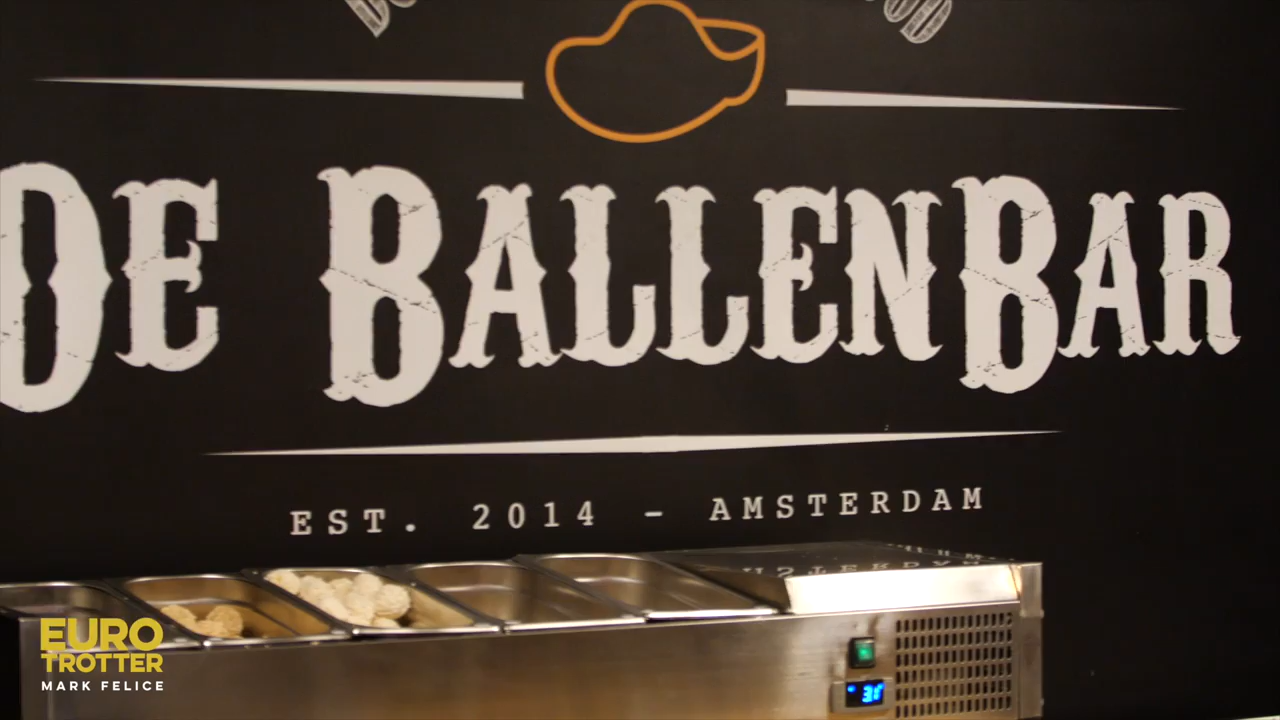 DE BALLENBAR
EST. 2014 - AMSTERDAM
EURO
TROTTER
MARK FELICE